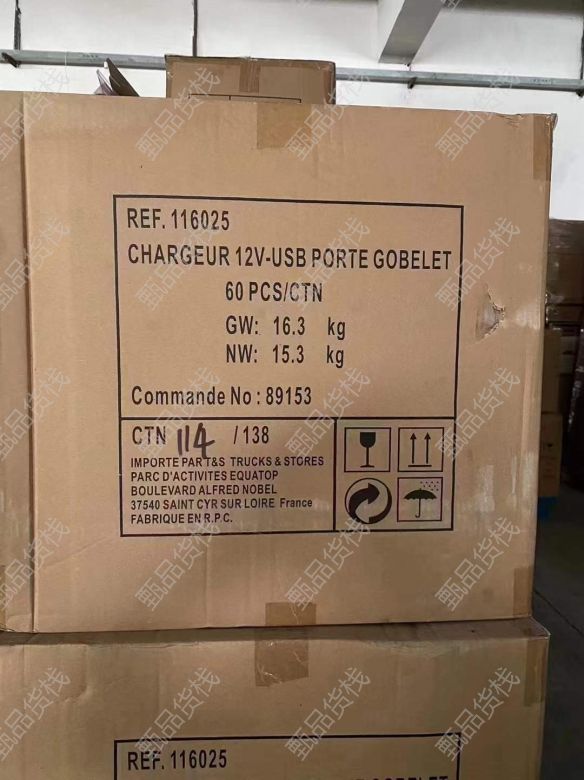 REF. 116025
CHARGEUR 12V-USB PORTE GOBELET
60 PCS/CTN
GW: 16.3 kg
NW: 15.3 kg
Commande No : 89153
CTN 114 /138
IMPORTE PAR T&S TRUCKS & STORES
PARC D'ACTIVITES EQUATOP
BOULEVARD ALFRED NOBEL
37540 SAINT CYR SUR LOIRE France
FABRIQUE EN R.P.C.
REF. 116025
GOBELET
甄品货栈